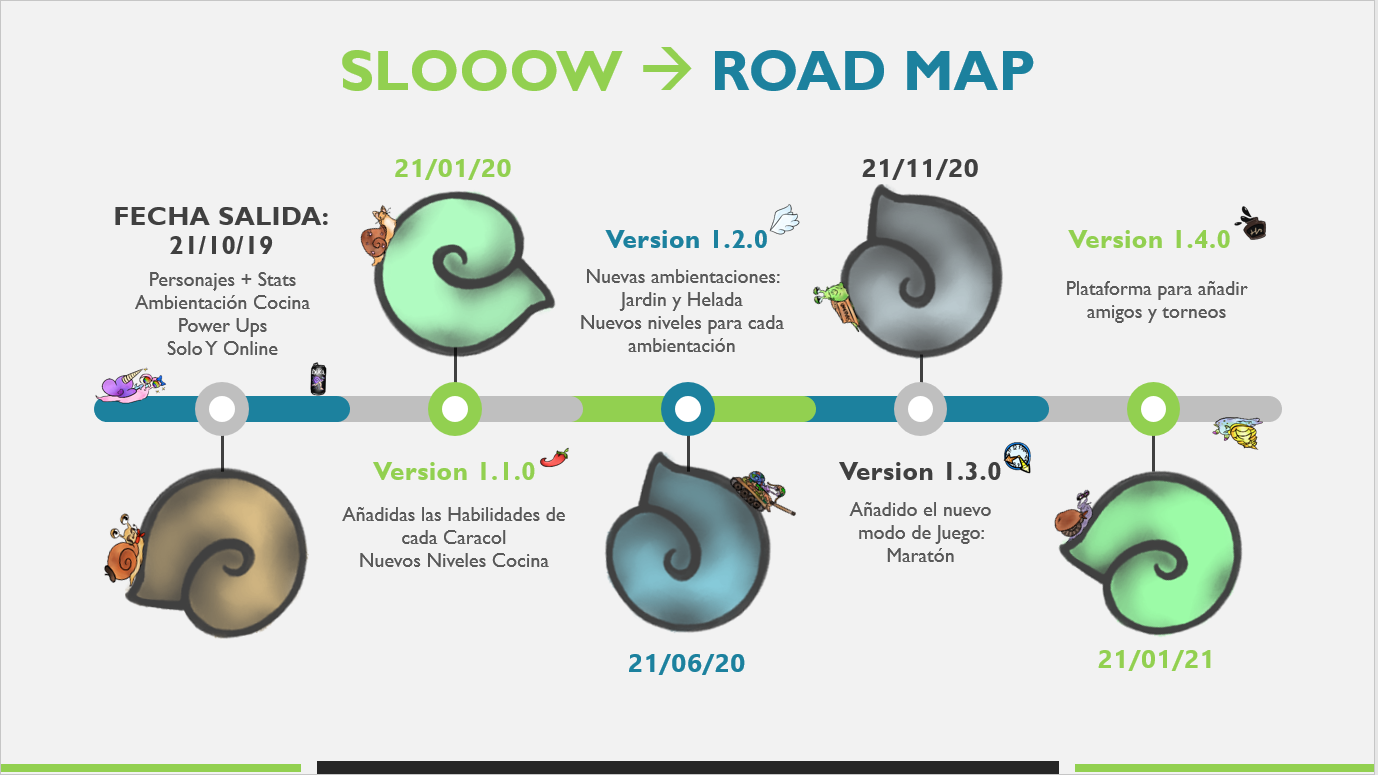 SLOOOW → ROAD MAP
FECHA SALIDA:
21/10/19
Personajes + Stats
Ambientación Cocina
Power Ups
Solo Y Online
21/01/20
Version 1.1.0
Añadidas las Habilidades de
cada Caracol
Nuevos Niveles Cocina
Version 1.2.0
Nuevas ambientaciones:
Jardin y Helada
Nuevos niveles para cada
ambientación
21/06/20
21/11/20
Version 1.3.0
Añadido el nuevo
modo de Juego:
Maratón
Version 1.4.0
Plataforma para añadir
amigos y torneos
21/01/21